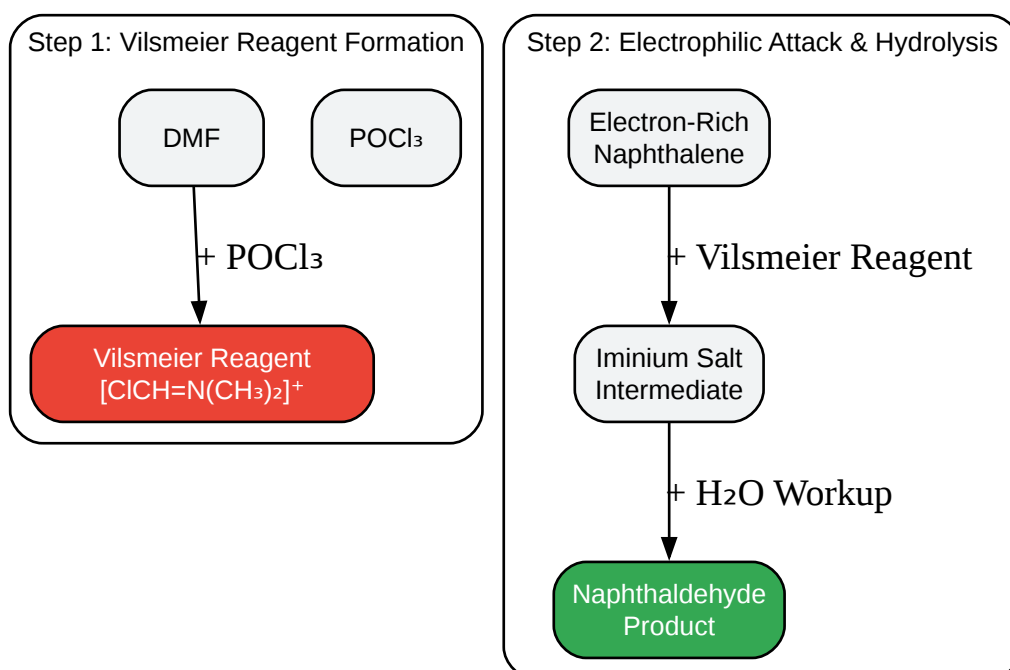 Step 1: Vilsmeier Reagent Formation
DMF
POCl₃
+ POCl₃
Vilsmeier Reagent
[ClCH=N(CH₃)₂]⁺
Step 2: Electrophilic Attack & Hydrolysis
Electron-Rich
Naphthalene
+ Vilsmeier Reagent
Iminium Salt
Intermediate
+ H₂O Workup
Naphthaldehyde
Product